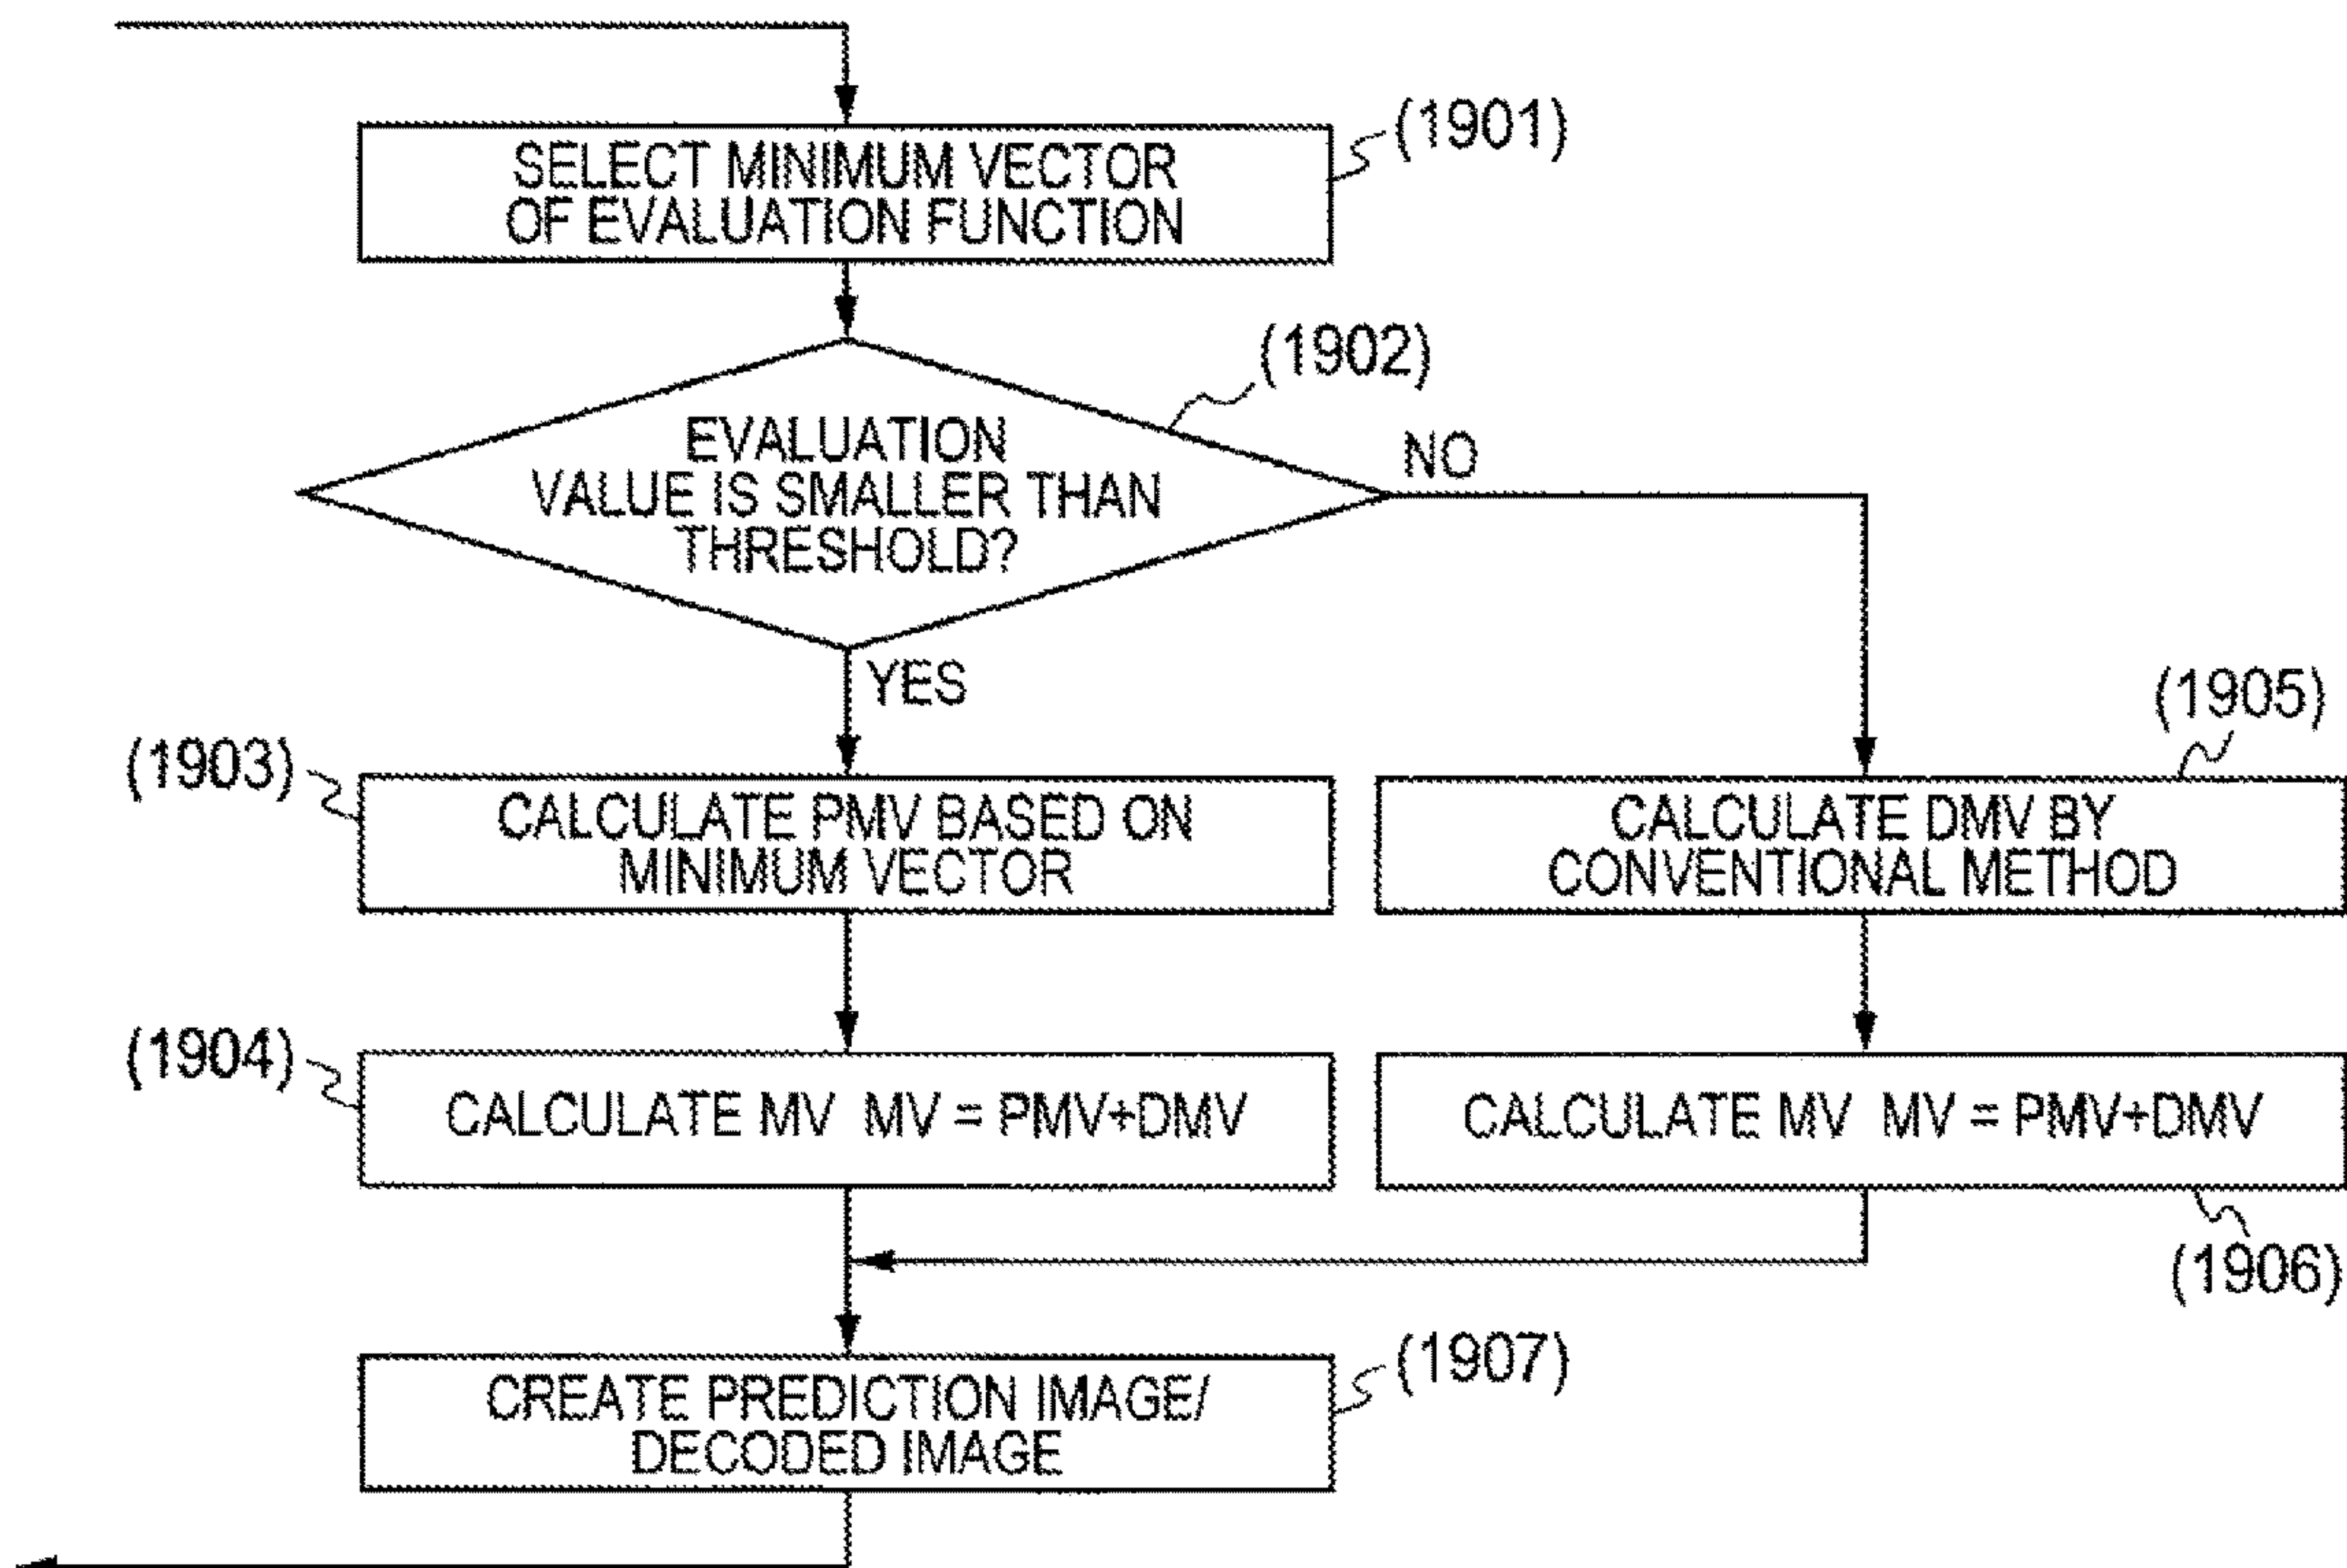 (1901)
SELECT MINIMUM VECTOR
OF EVALUATION FUNCTION
(1902)
EVALUATION
VALUE IS SMALLER THAN
THRESHOLD?
NO
YES
(1903)
CALCULATE PMV BASED ON
MINIMUM VECTOR
(1905)
CALCULATE DMV BY
CONVENTIONAL METHOD
(1904)
CALCULATE MV MV = PMV+DMV
CALCULATE MV MV = PMV+DMV
(1906)
(1907)
CREATE PREDICTION IMAGE/
DECODED IMAGE